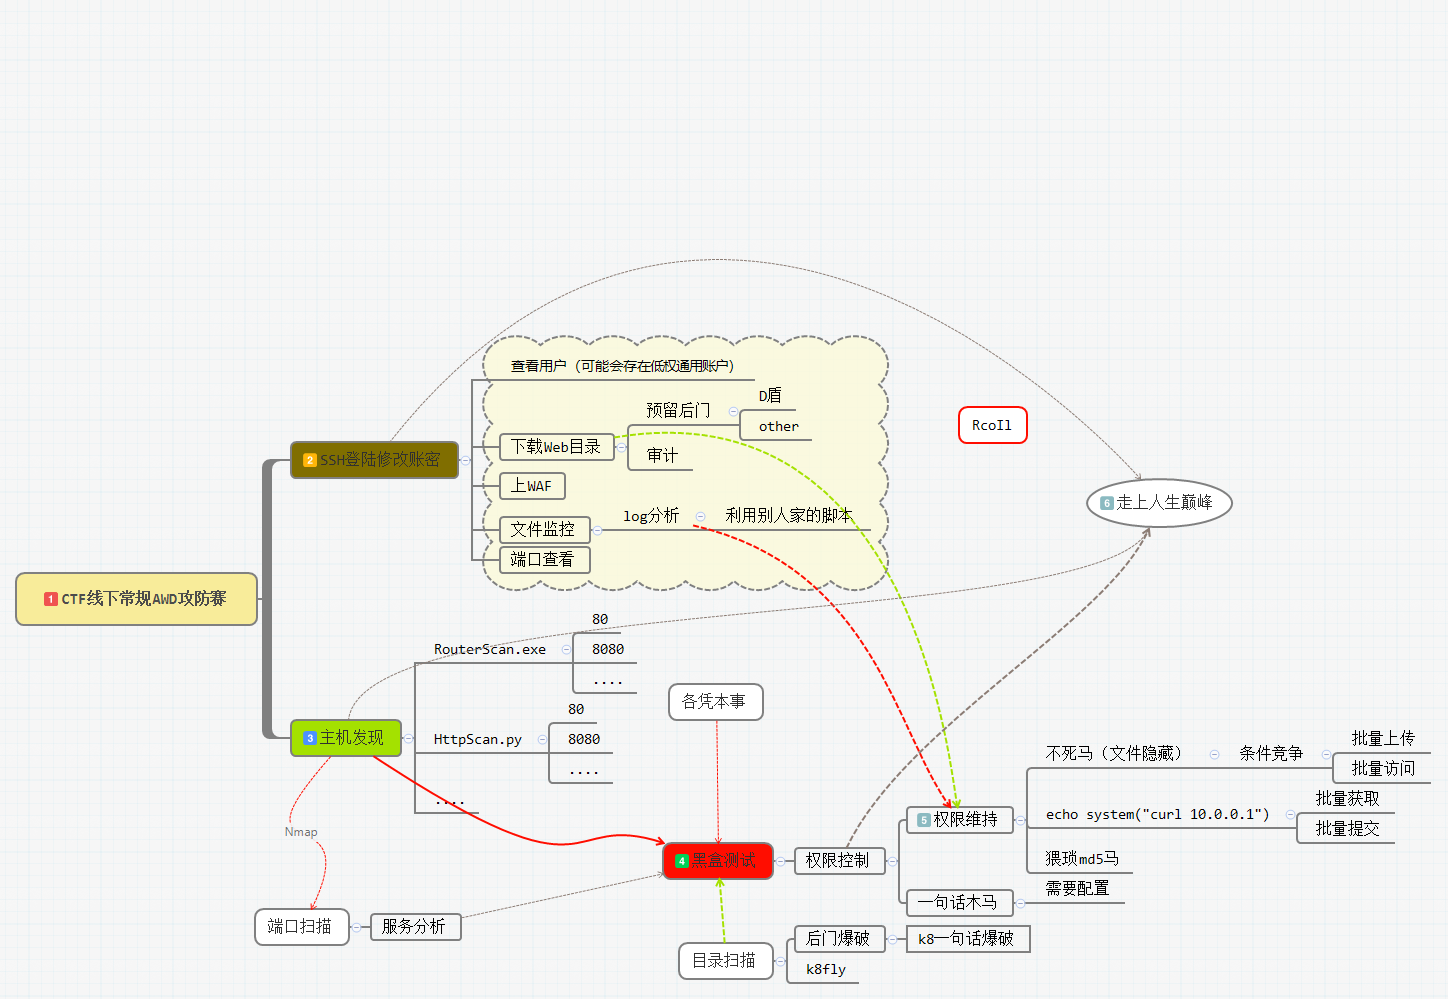 1 CTF线下常规AWD攻防赛
2 SSH登陆修改账密
查看用户（可能会存在低权通用账户）
下载Web目录
预留后门
D盾
other
审计
上WAF
文件监控
log分析
利用别人家的脚本
端口查看
RcoIl
6 走上人生巅峰
3 主机发现
RouterScan.exe
80
8080
....
HttpScan.py
80
8080
....
....
Nmap
端口扫描
服务分析
各凭本事
4 黑盒测试
权限控制
5 权限维持
不死马（文件隐藏）
条件竞争
批量上传
批量访问
echo system("curl 10.0.0.1")
批量获取
批量提交
猥琐md5马
一句话木马
需要配置
目录扫描
后门爆破
k8一句话爆破
k8fly